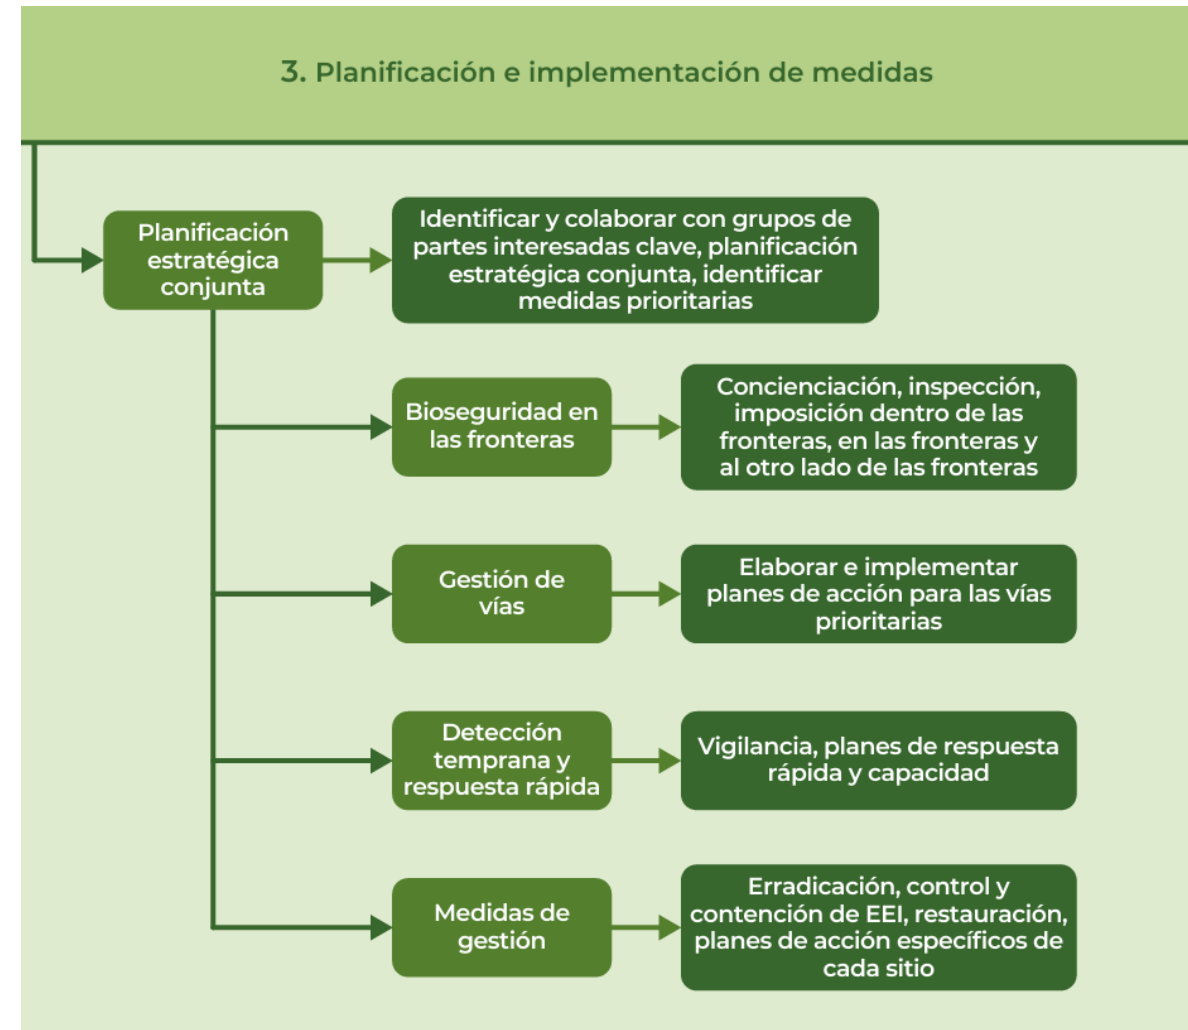 3. Planificación e implementación de medidas
Planificación
estratégica
conjunta
Identificar y colaborar con grupos de
partes interesadas clave, planificación
estratégica conjunta, identificar
medidas prioritarias
Bioseguridad en
las fronteras
Concienciación, inspección,
imposición dentro de las
fronteras, en las fronteras y
al otro lado de las fronteras
Gestión de
vías
Elaborar e implementar
planes de acción para las vías
prioritarias
Detección
temprana y
respuesta rápida
Vigilancia, planes de respuesta
rápida y capacidad
Medidas de
gestión
Erradicación, control y
contención de EEI, restauración,
planes de acción específicos de
cada sitio